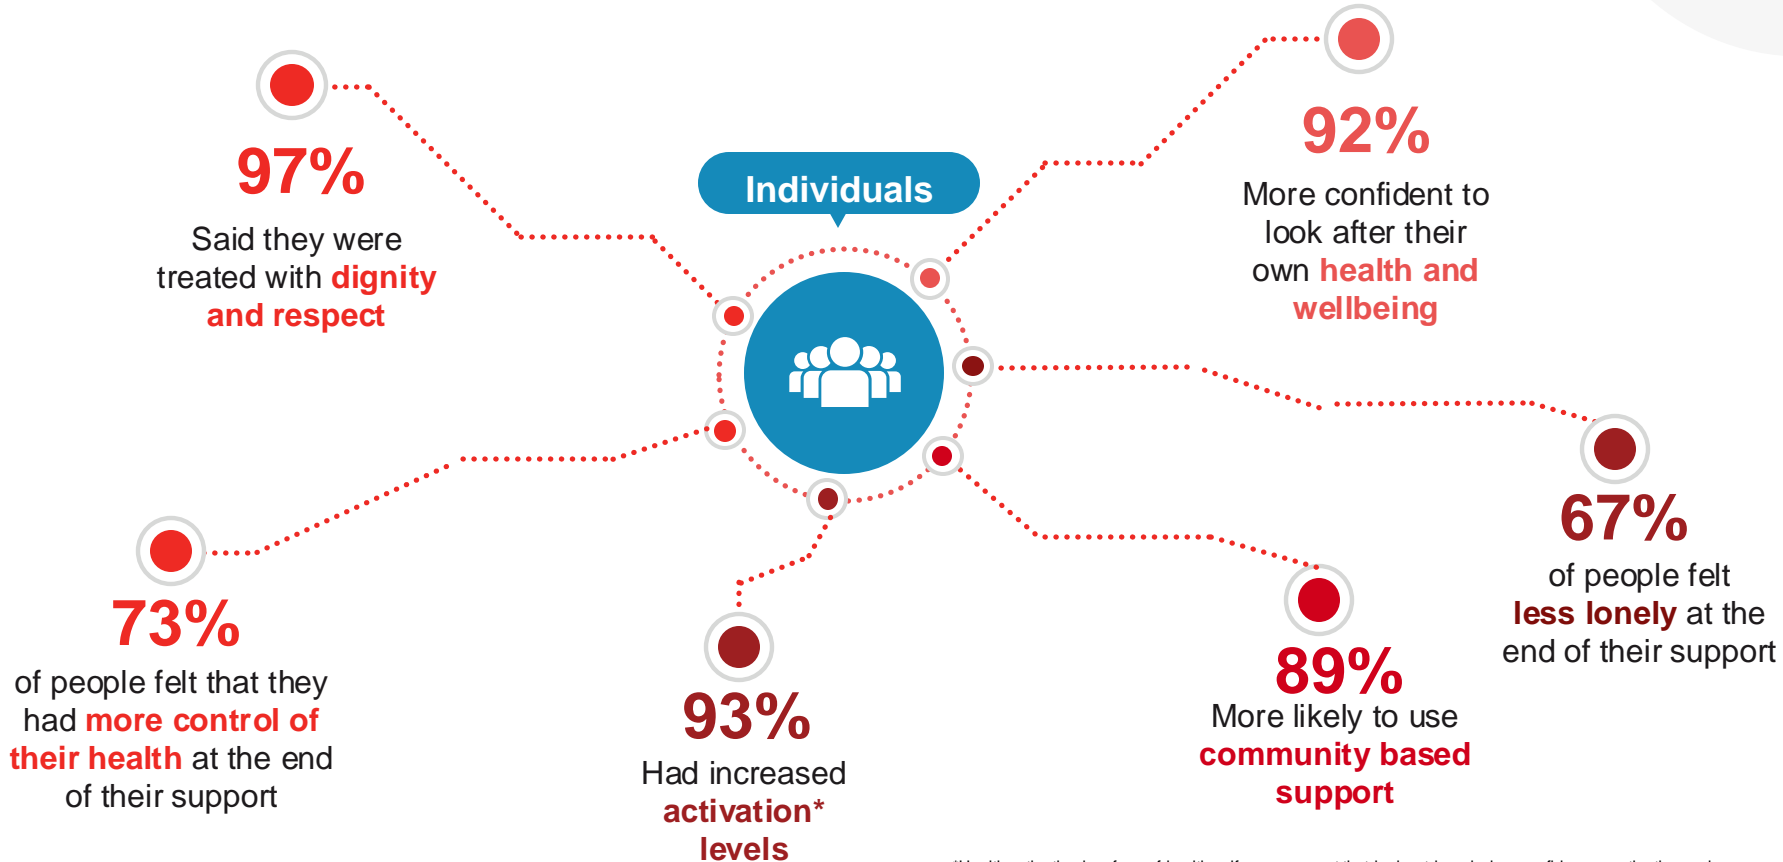 Individuals
97%
Said they were
treated with dignity
and respect
92%
More confident to
look after their
own health and
wellbeing
67%
of people felt
less lonely at the
end of their support
73%
of people felt that they
had more control of
their health at the end
of their support
93%
Had increased
activation*
levels
89%
More likely to use
community based
support